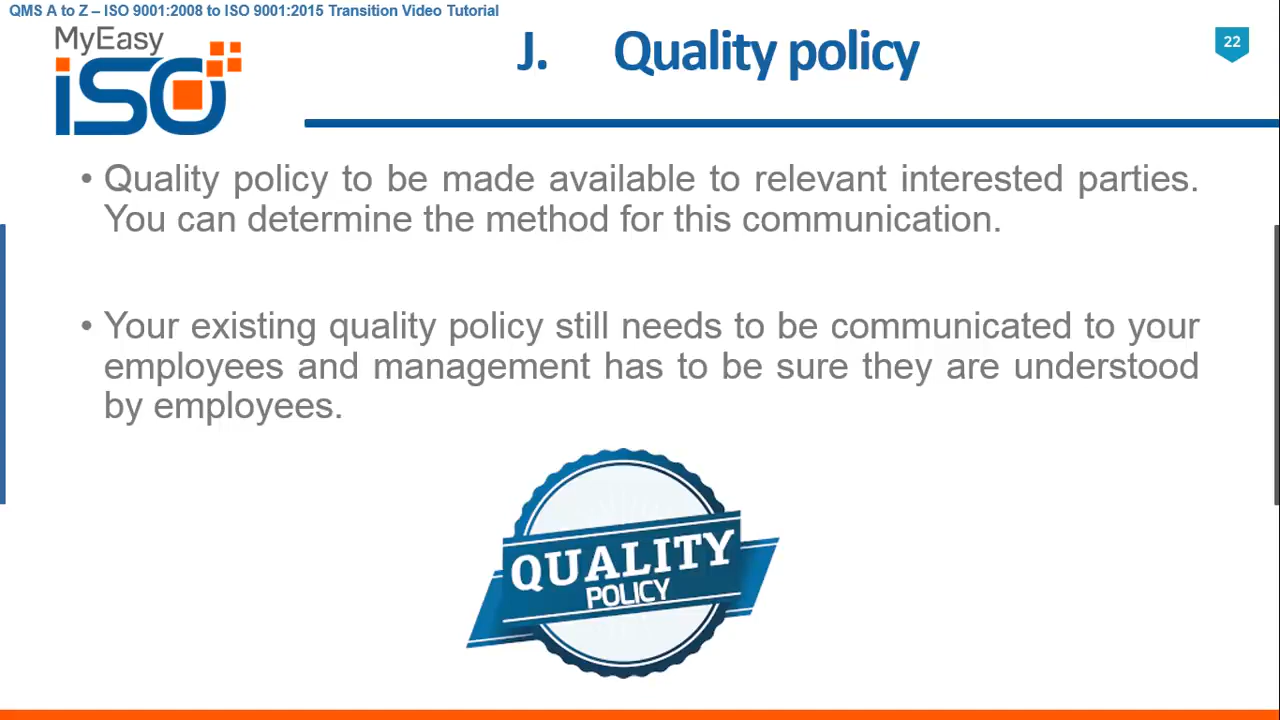 QMS A to Z – ISO 9001:2008 to ISO 9001:2015 Transition Video Tutorial
MyEasy
iSO
J. Quality policy
22
• Quality policy to be made available to relevant interested parties.
You can determine the method for this communication.
• Your existing quality policy still needs to be communicated to your
employees and management has to be sure they are understood
by employees.
QUALITY
POLICY